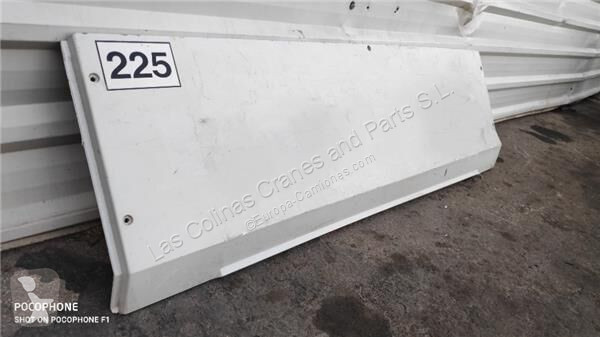 225
Las Colinas Cranes and Parts S.L.
@Europa-Camiones.com
POCOPHONE
SHOT ON POCOPHONE F1